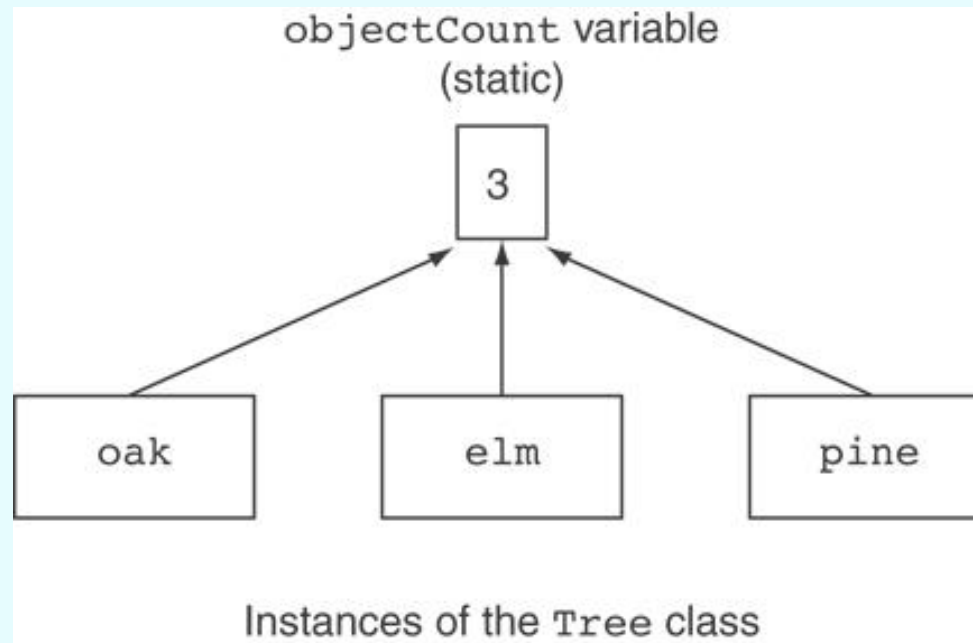 objectCount variable
(static)
3
oak elm pine
Instances of the Tree class